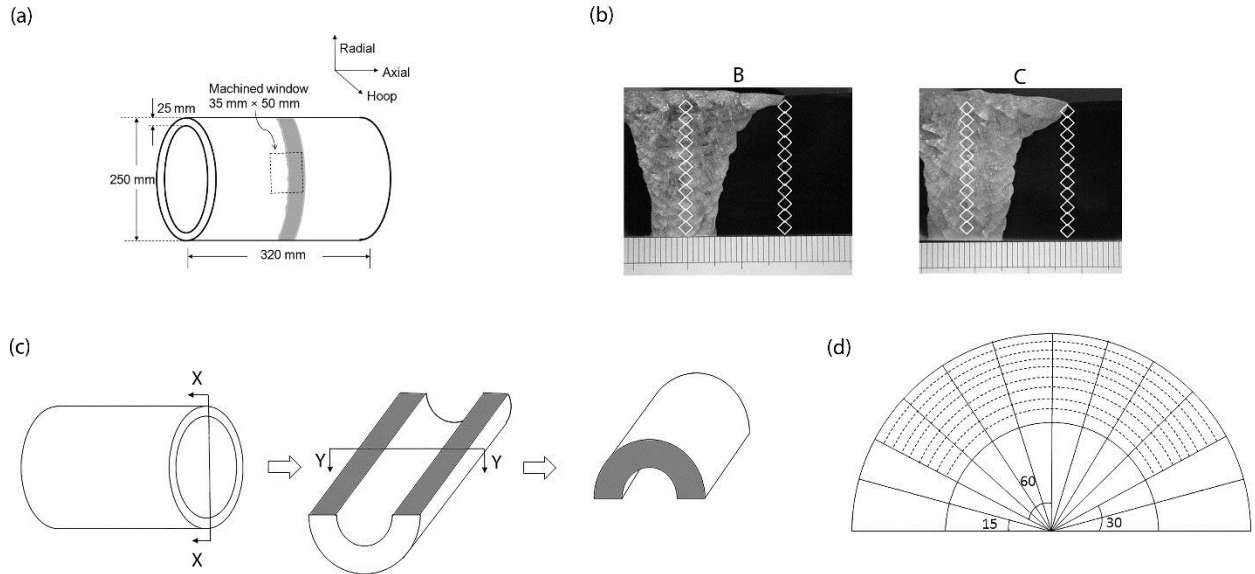 (a)
Radial
Axial
Hoop
Machined window
35 mm × 50 mm
25 mm
250 mm
320 mm
(b)
B
C
(c)
X
X
Y
Y
(d)
60
15
30